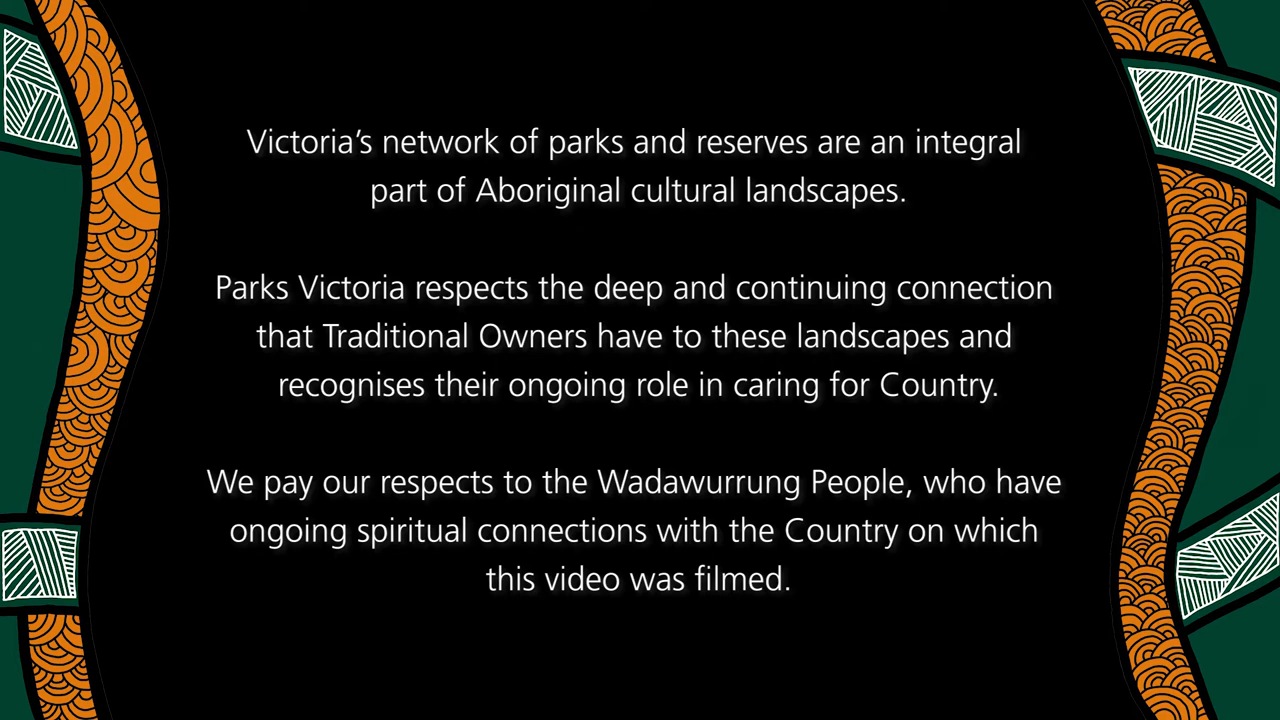 Victoria’s network of parks and reserves are an integral
part of Aboriginal cultural landscapes.
Parks Victoria respects the deep and continuing connection
that Traditional Owners have to these landscapes and
recognises their ongoing role in caring for Country.
We pay our respects to the Wadawurrung People, who have
ongoing spiritual connections with the Country on which
this video was filmed.